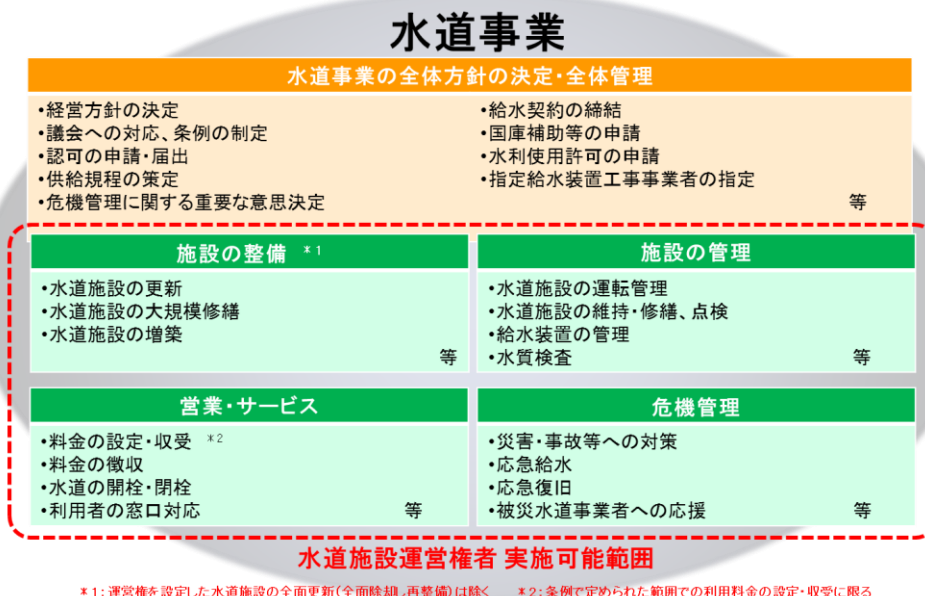 水道事業
水道事業の全体方針の決定・全体管理
・経営方針の決定
・議会への対応、条例の制定
・認可の申請・届出
・供給規程の策定
・危機管理に関する重要な意思決定
・給水契約の締結
・国庫補助等の申請
・水利使用許可の申請
・指定給水装置工事事業者の指定
等
施設の整備 *1
・水道施設の更新
・水道施設の大規模修繕
・水道施設の増築
等
施設の管理
・水道施設の運転管理
・水道施設の維持・修繕、点検
・給水装置の管理
・水質検査
等
営業・サービス
・料金の設定・収受 *2
・料金の徴収
・水道の開栓・閉栓
・利用者の窓口対応
等
危機管理
・災害・事故等への対策
・応急給水
・応急復旧
・被災水道事業者への応援
等
水道施設運営権者 実施可能範囲
*1:運営権を設定した水道施設の全面更新(全面除却し再整備)は除く *2:条例で定められた範囲での利用料金の設定・収受に限る